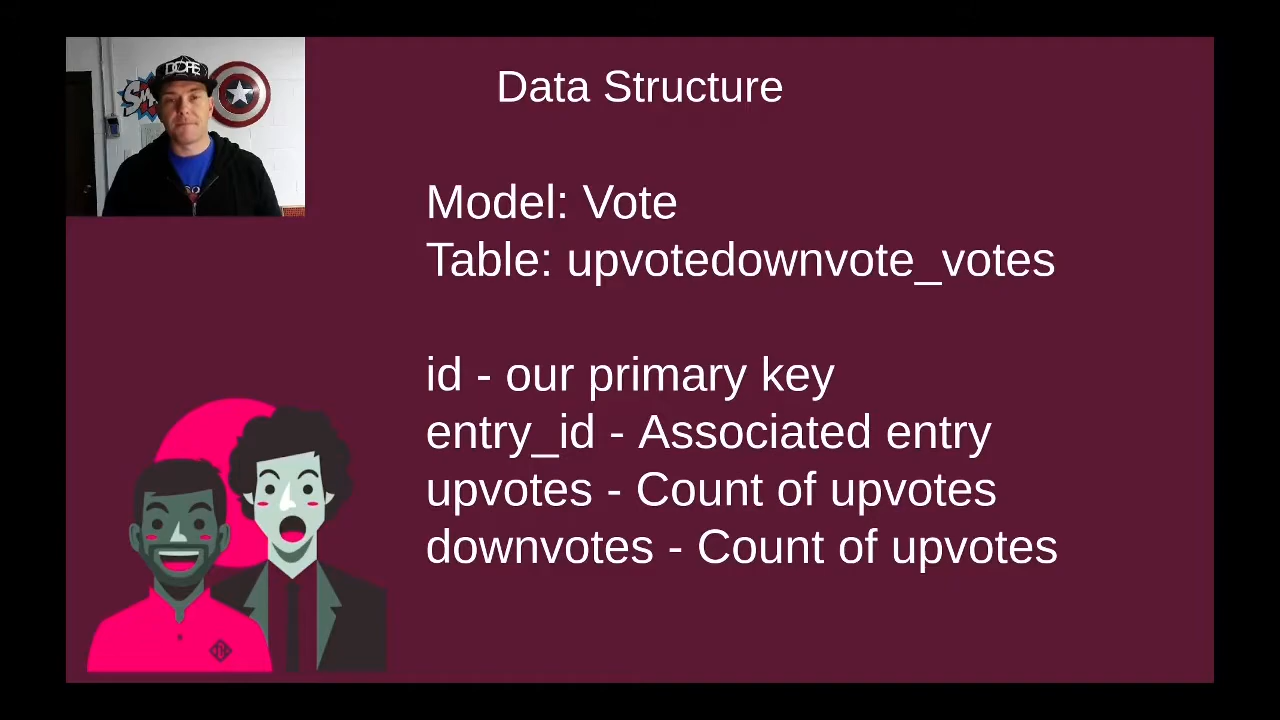 DOPE
Data Structure
Model: Vote
Table: upvotedownvote_votes
id - our primary key
entry_id - Associated entry
upvotes - Count of upvotes
downvotes - Count of upvotes